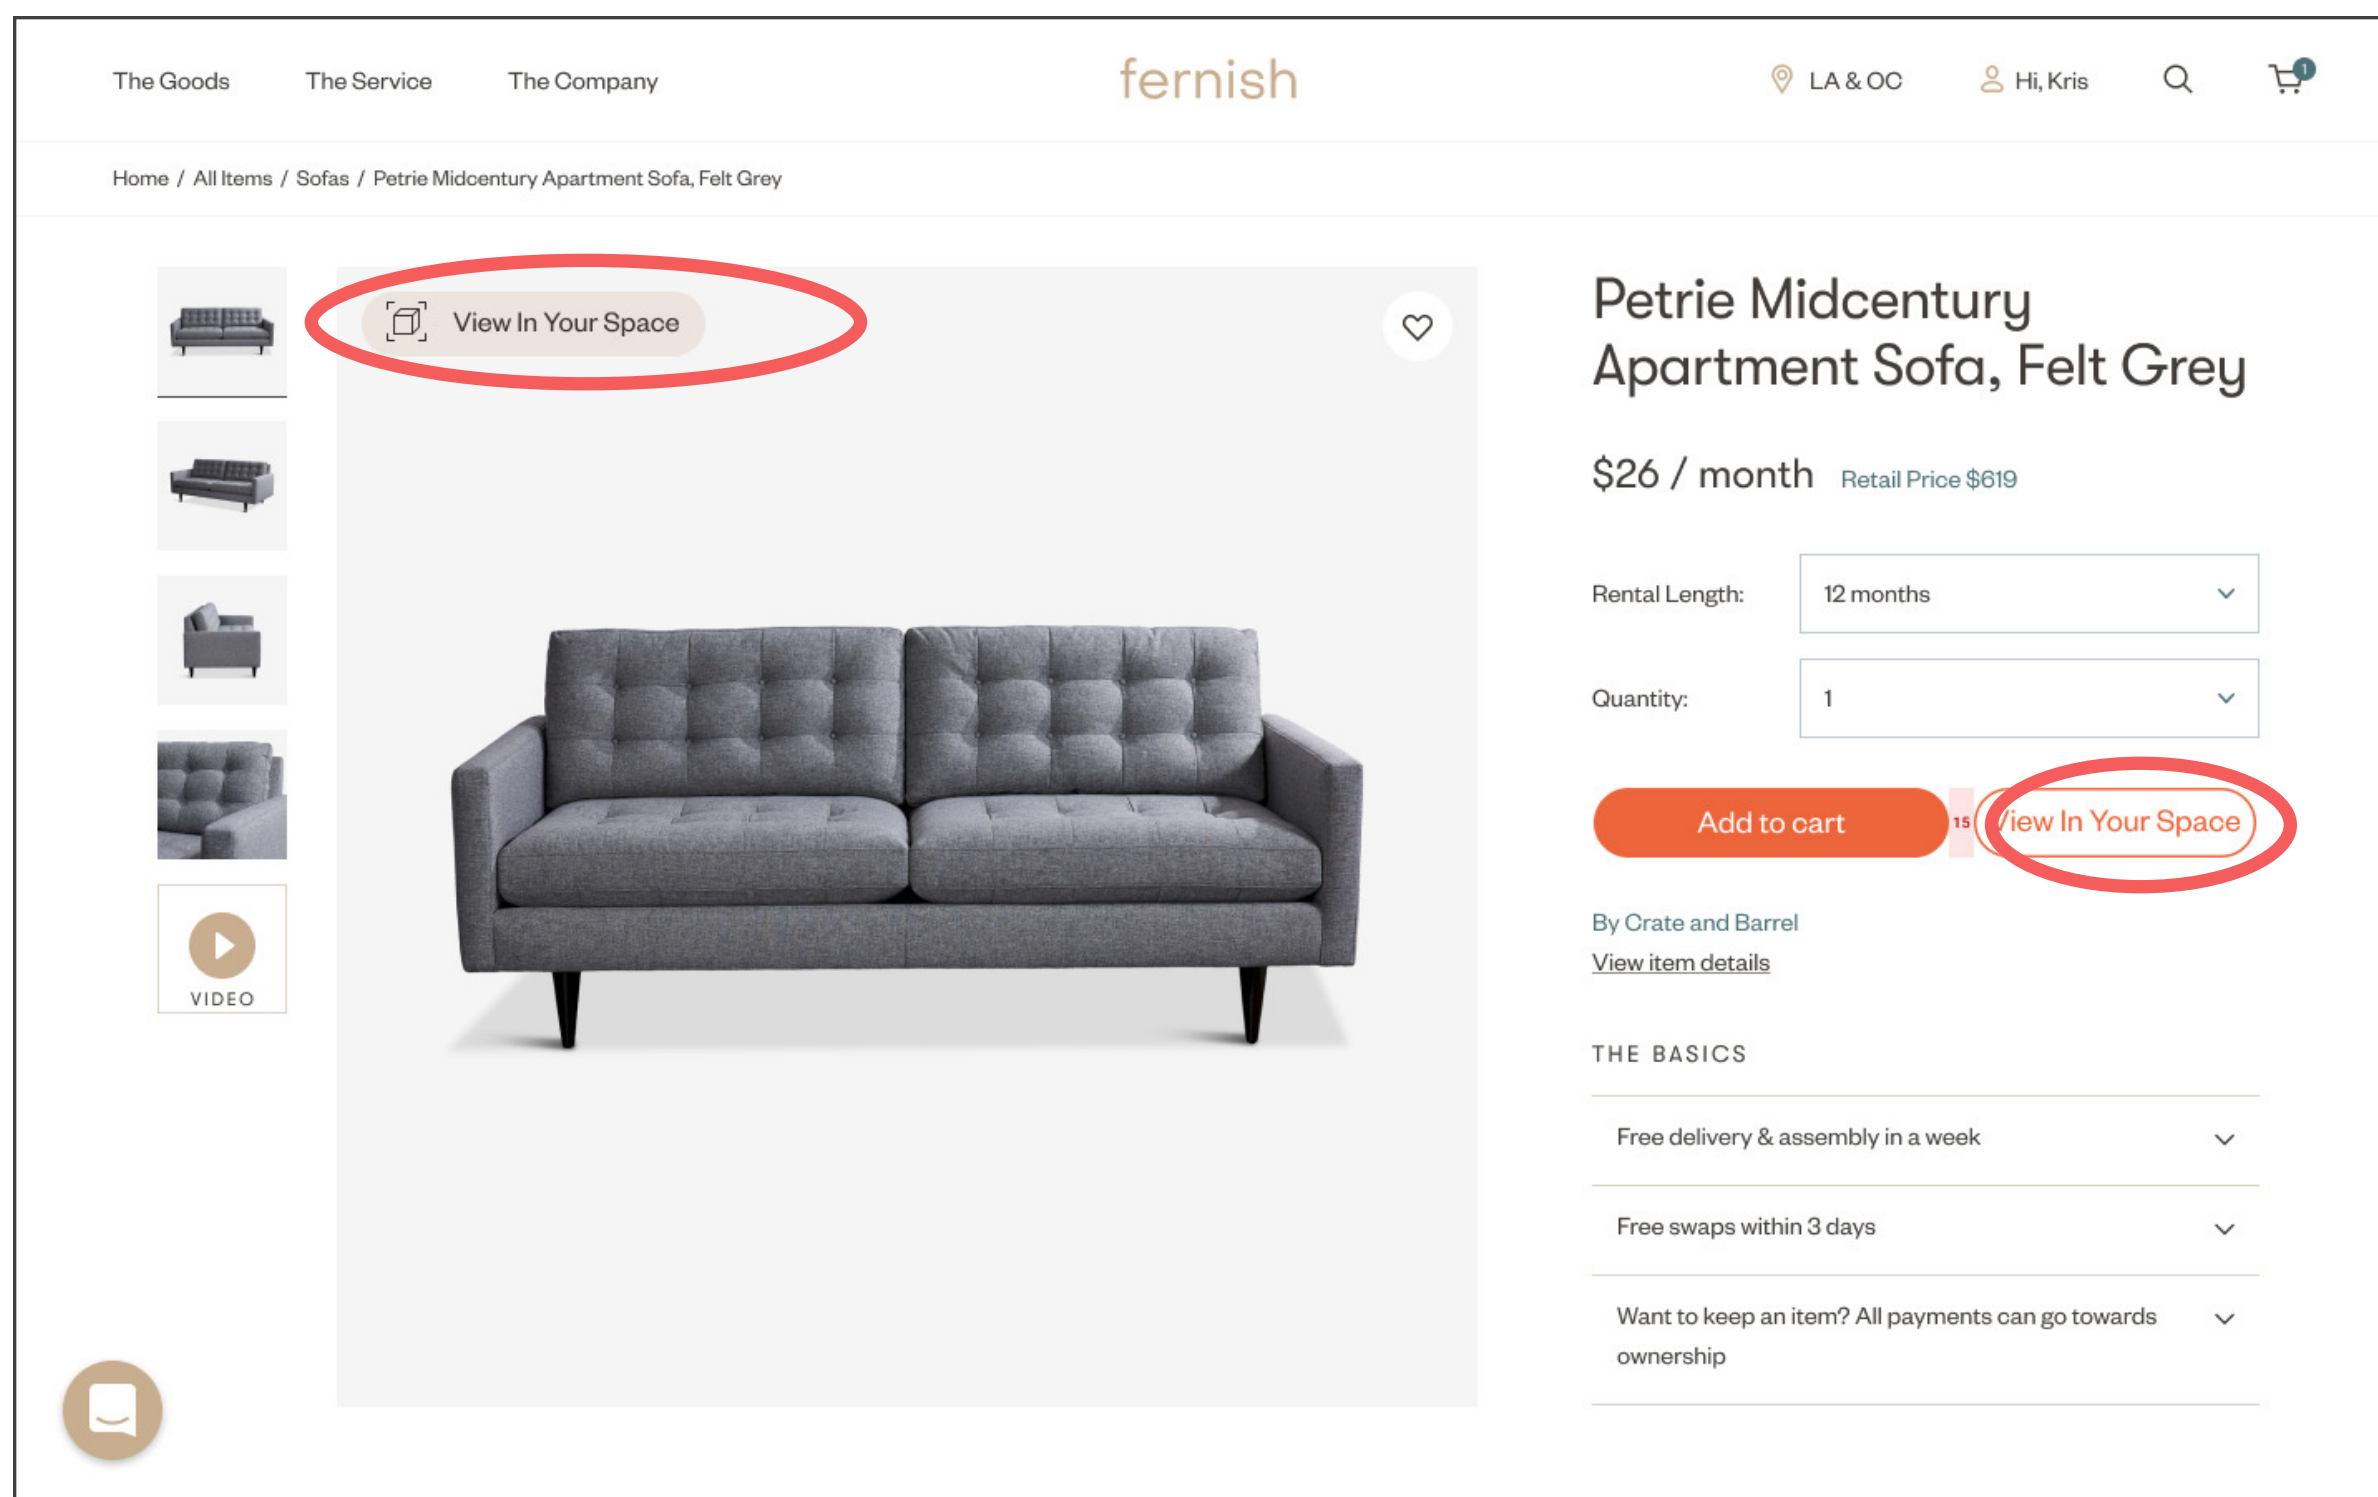 The Goods The Service The Company fernish LA & OC Hi, Kris 1
Home / All Items / Sofas / Petrie Midcentury Apartment Sofa, Felt Grey
View In Your Space
VIDEO
Petrie Midcentury
Apartment Sofa, Felt Grey
$26 / month Retail Price $619
Rental Length: 12 months
Quantity: 1
Add to cart 15 View In Your Space
By Crate and Barrel
View item details
THE BASICS
Free delivery & assembly in a week
Free swaps within 3 days
Want to keep an item? All payments can go towards
ownership